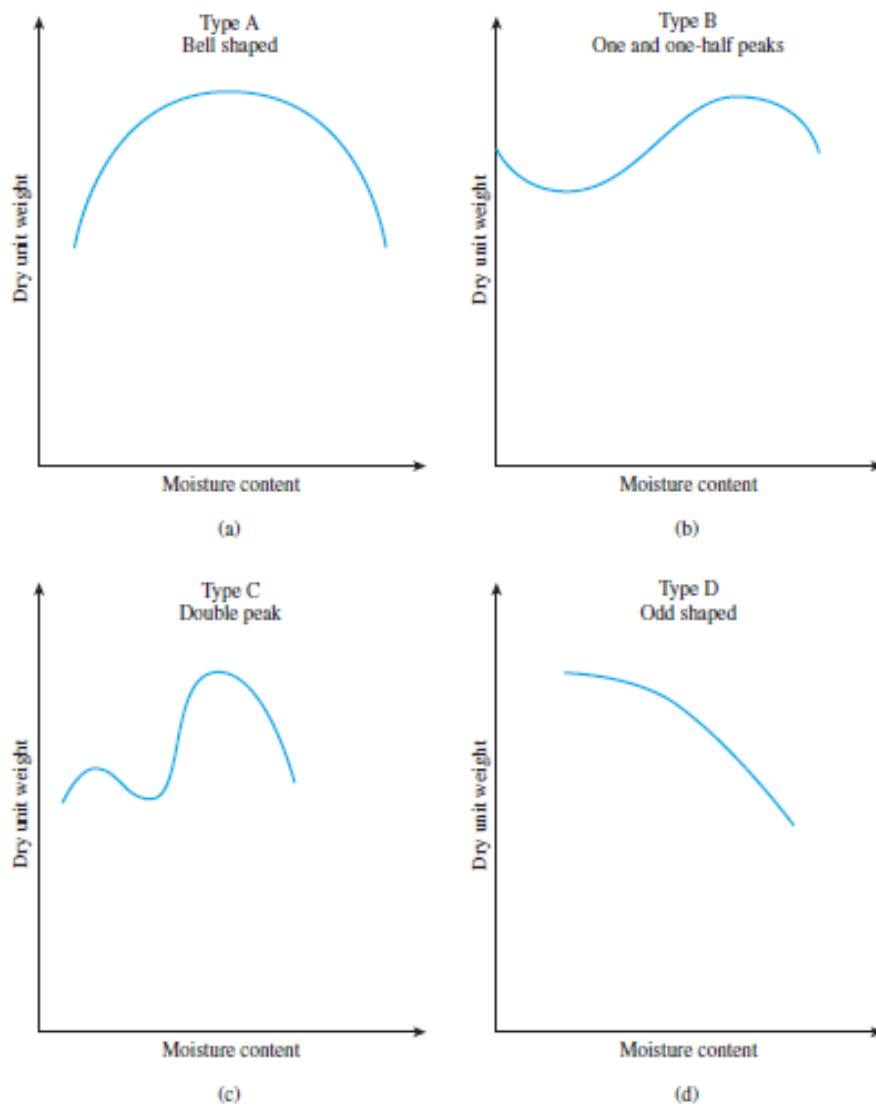 Type A
Bell shaped
Dry unit weight
Moisture content
(a)
Type B
One and one-half peaks
Dry unit weight
Moisture content
(b)
Type C
Double peak
Dry unit weight
Moisture content
(c)
Type D
Odd shaped
Dry unit weight
Moisture content
(d)